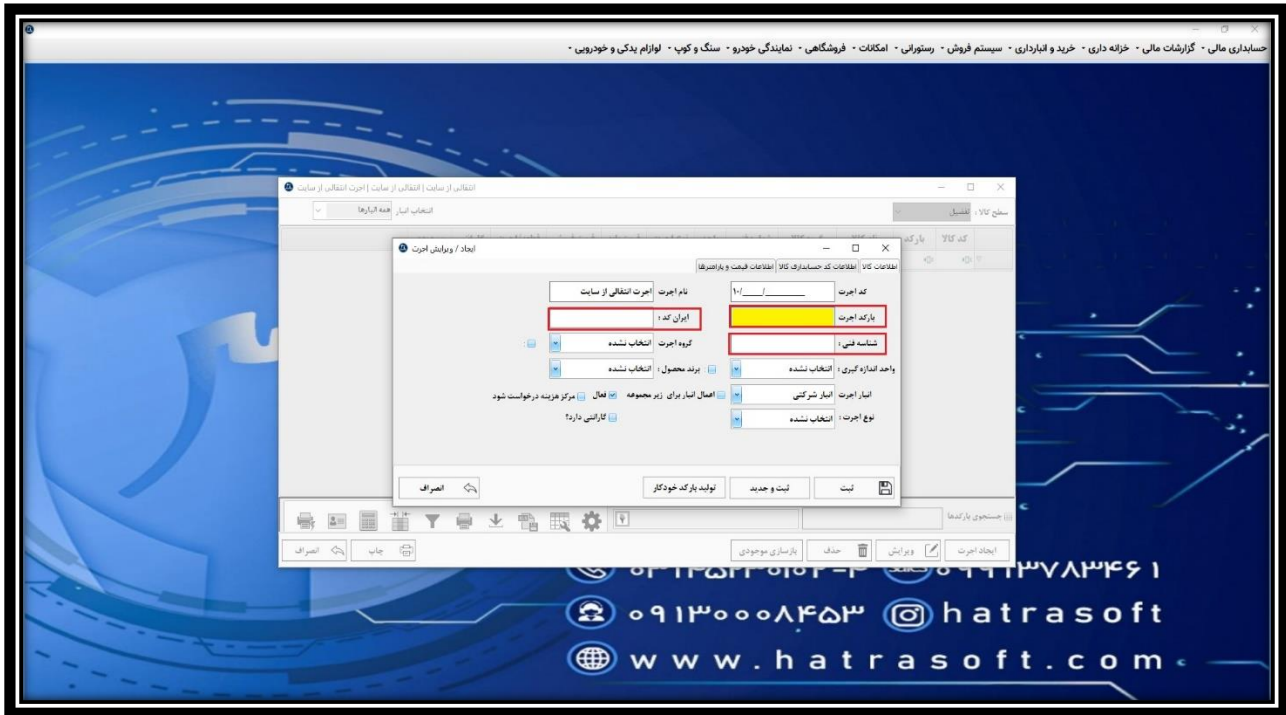 حسابداری مالی - گزارشات مالی - خزانه داری - خرید و انبارداری - سیستم فروش - رستورانی - امکانات - فروشگاهی - نمایندگی خودرو - سنگ و کوپ - لوازم یدکی و خودرویی -
انتقالی از سایت | انتقالی از سایت | اجرت انتقالی از سایت
سطح کالا : تفصیل انتخاب انبار همه انبارها
کد کالا بارکد
ایجاد / ویرایش اجرت
اطلاعات کالا اطلاعات کد حسابداری کالا اطلاعات قیمت و پارامترها
کد اجرت ۱۰/____/________ نام اجرت اجرت انتقالی از سایت
بارکد اجرت ایران کد :
شناسه فنی : گروه اجرت انتخاب نشده :
واحد اندازه گیری : انتخاب نشده برند محصول : انتخاب نشده
انبار اجرت انبار شرکتی اعمال انبار برای زیر مجموعه فعال مرکز هزینه درخواست شود
نوع اجرت : انتخاب نشده گارانتی دارد؟
ثبت ثبت و جدید تولید بارکد خودکار انصراف
جستجوی بارکدها
ایجاد اجرت ویرایش حذف بازسازی موجودی چاپ انصراف
۰۹۱۳۰۰۰۸۴۵۳ hatrasoft
www.hatrasoft.com